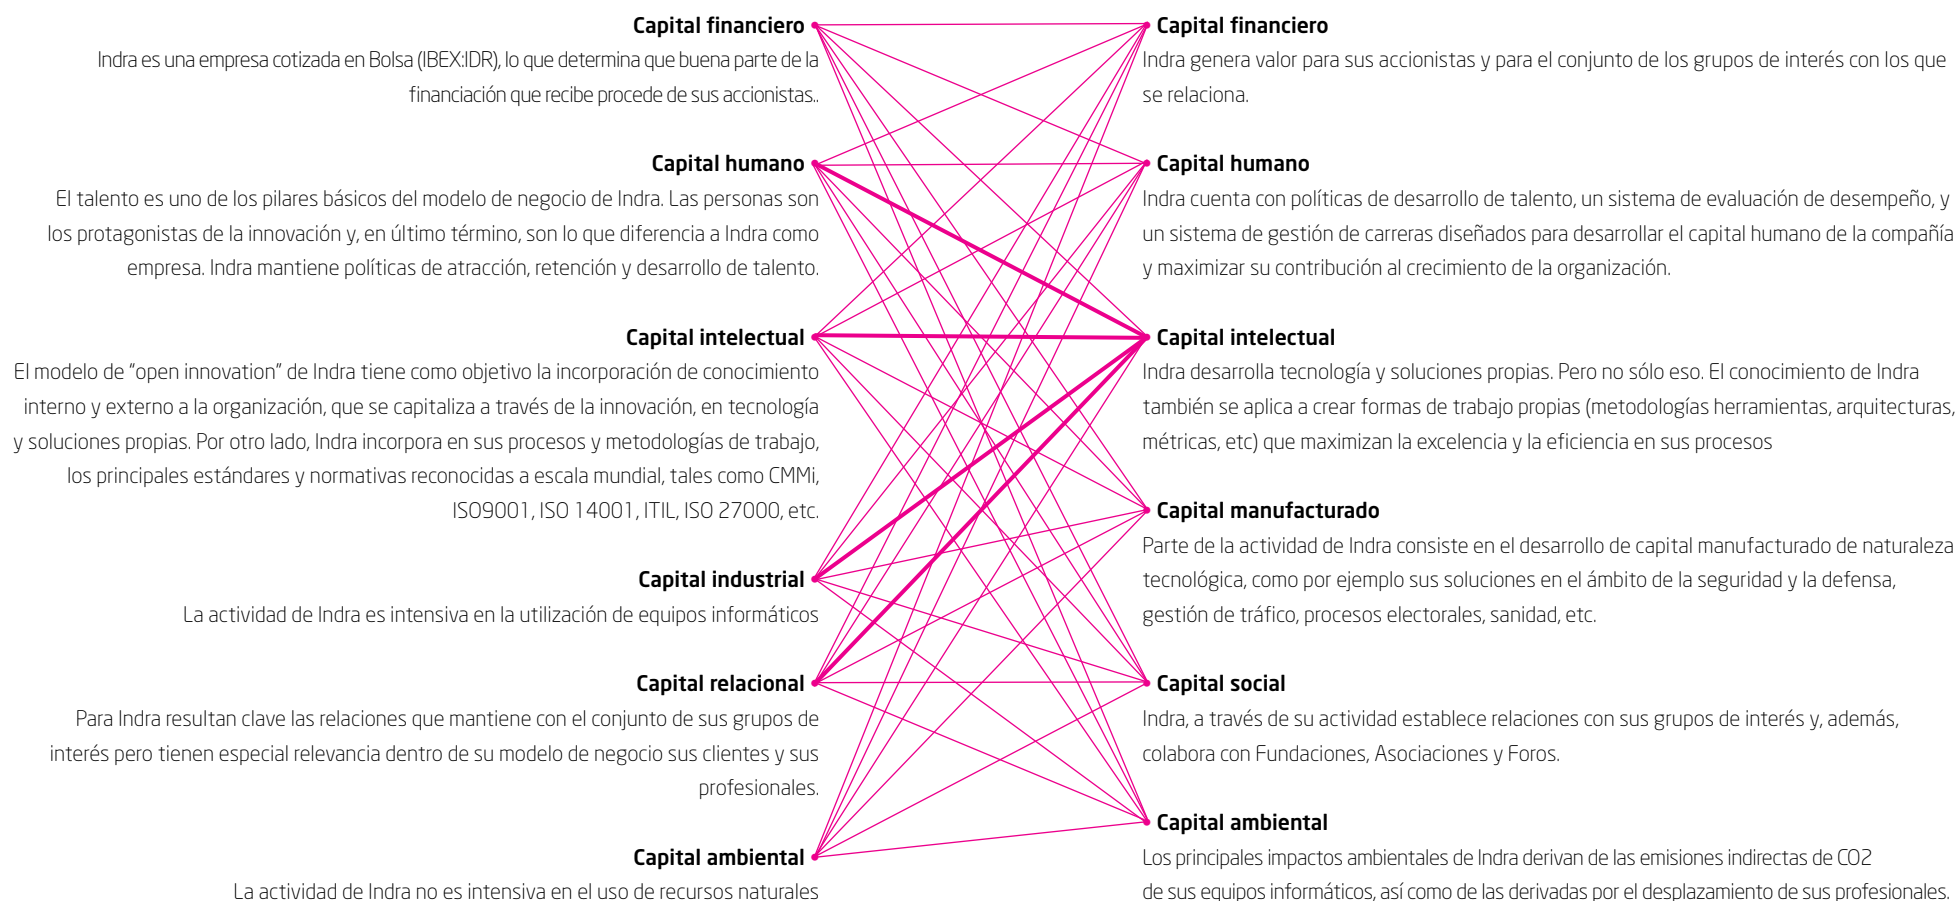 Capital financiero
Indra es una empresa cotizada en Bolsa (IBEX:IDR), lo que determina que buena parte de la
financiación que recibe procede de sus accionistas..
Capital humano
El talento es uno de los pilares básicos del modelo de negocio de Indra. Las personas son
los protagonistas de la innovación y, en último término, son lo que diferencia a Indra como
empresa. Indra mantiene políticas de atracción, retención y desarrollo de talento.
Capital intelectual
El modelo de “open innovation” de Indra tiene como objetivo la incorporación de conocimiento
interno y externo a la organización, que se capitaliza a través de la innovación, en tecnología
y soluciones propias. Por otro lado, Indra incorpora en sus procesos y metodologías de trabajo,
los principales estándares y normativas reconocidas a escala mundial, tales como CMMi,
ISO9001, ISO 14001, ITIL, ISO 27000, etc.
Capital industrial
La actividad de Indra es intensiva en la utilización de equipos informáticos
Capital relacional
Para Indra resultan clave las relaciones que mantiene con el conjunto de sus grupos de
interés pero tienen especial relevancia dentro de su modelo de negocio sus clientes y sus
profesionales.
Capital ambiental
La actividad de Indra no es intensiva en el uso de recursos naturales
Capital financiero
Indra genera valor para sus accionistas y para el conjunto de los grupos de interés con los que
se relaciona.
Capital humano
Indra cuenta con políticas de desarrollo de talento, un sistema de evaluación de desempeño, y
un sistema de gestión de carreras diseñados para desarrollar el capital humano de la compañía
y maximizar su contribución al crecimiento de la organización.
Capital intelectual
Indra desarrolla tecnología y soluciones propias. Pero no sólo eso. El conocimiento de Indra
también se aplica a crear formas de trabajo propias (metodologías herramientas, arquitecturas,
métricas, etc) que maximizan la excelencia y la eficiencia en sus procesos
Capital manufacturado
Parte de la actividad de Indra consiste en el desarrollo de capital manufacturado de naturaleza
tecnológica, como por ejemplo sus soluciones en el ámbito de la seguridad y la defensa,
gestión de tráfico, procesos electorales, sanidad, etc.
Capital social
Indra, a través de su actividad establece relaciones con sus grupos de interés y, además,
colabora con Fundaciones, Asociaciones y Foros.
Capital ambiental
Los principales impactos ambientales de Indra derivan de las emisiones indirectas de CO2
de sus equipos informáticos, así como de las derivadas por el desplazamiento de sus profesionales.